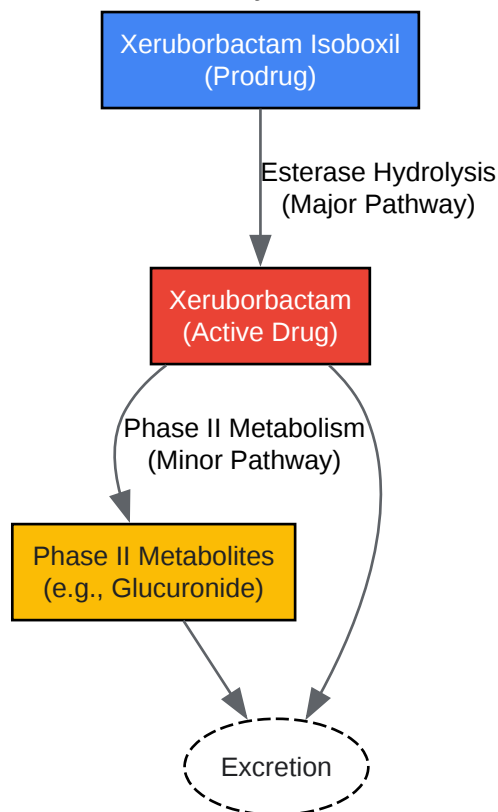 Xeruborbactam Isoboxil
(Prodrug)
Esterase Hydrolysis
(Major Pathway)
Xeruborbactam
(Active Drug)
Phase II Metabolism
(Minor Pathway)
Phase II Metabolites
(e.g., Glucuronide)
Excretion